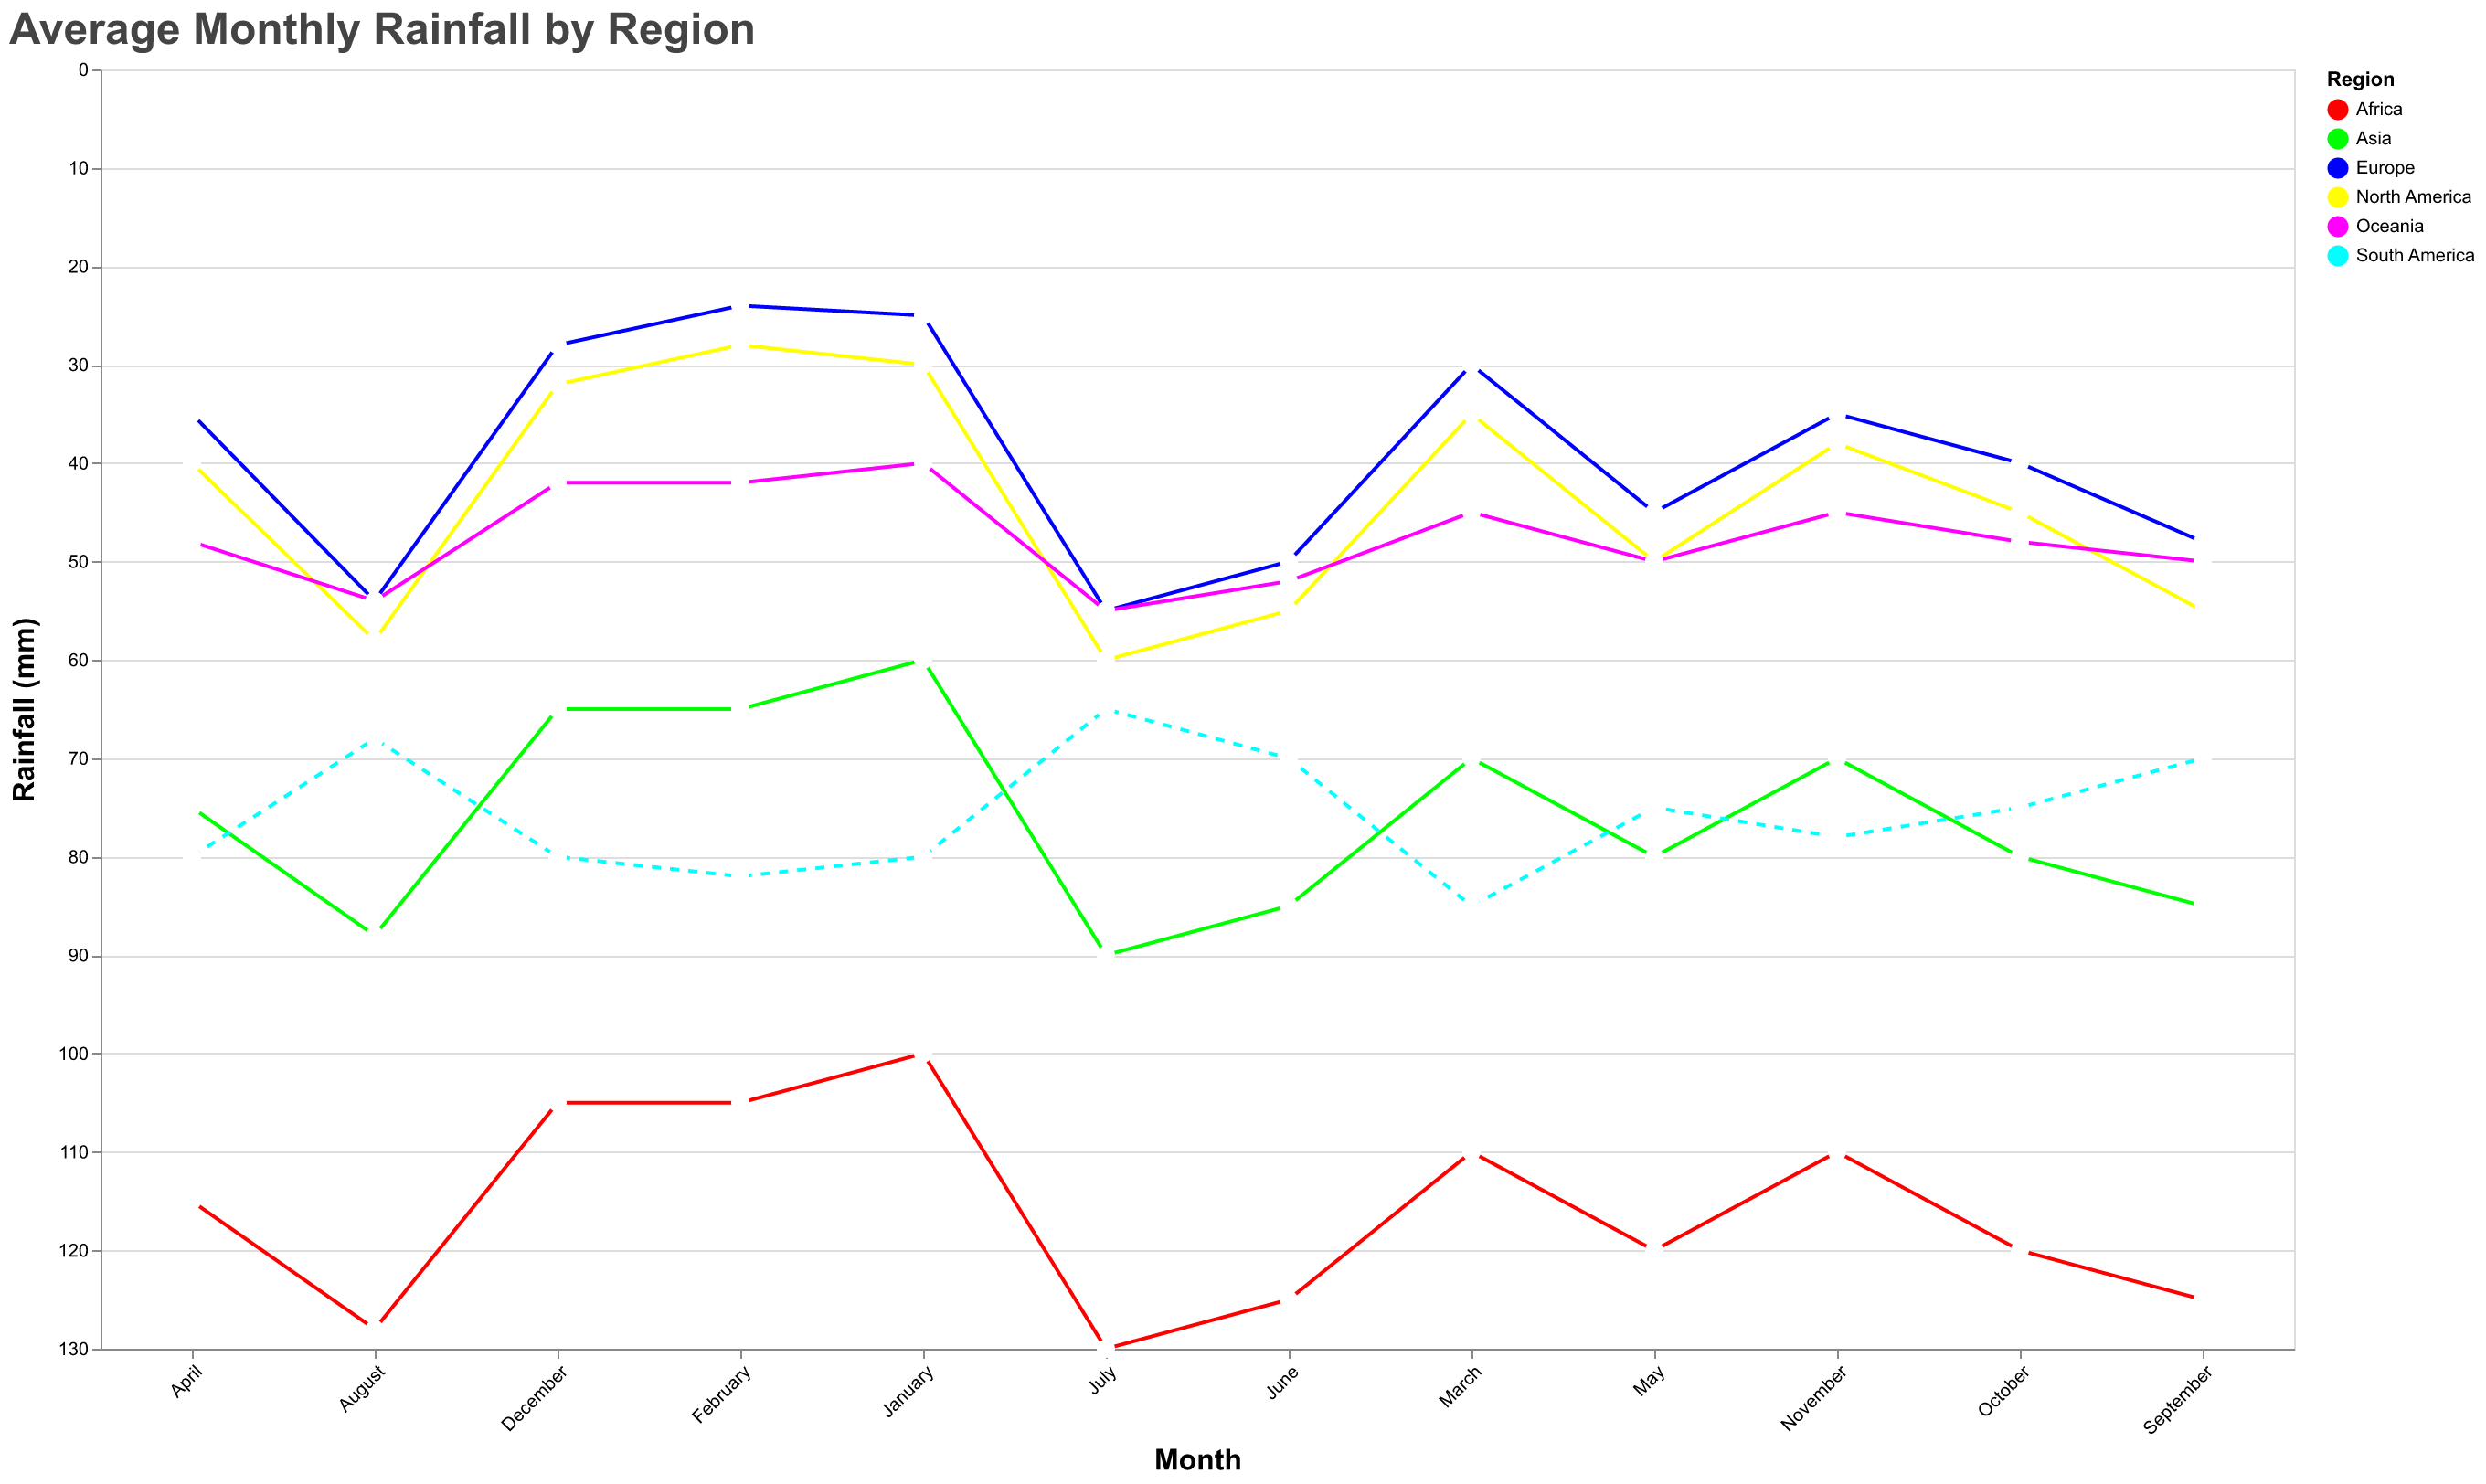 Average Monthly Rainfall by Region
Rainfall (mm)
0
10
20
30
40
50
60
70
80
90
100
110
120
130
April
August
December
February
January
July
June
March
May
November
October
September
Month
Region
Africa
Asia
Europe
North America
Oceania
South America